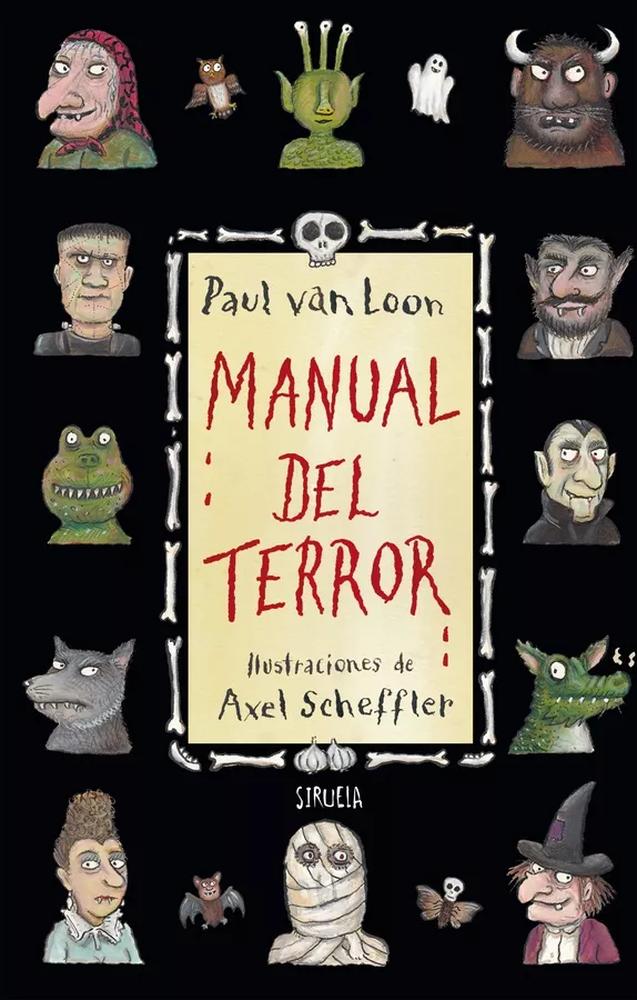 Paul van Loon
MANUAL
DEL
TERROR
Ilustraciones de
Axel Scheffler
SIRUELA